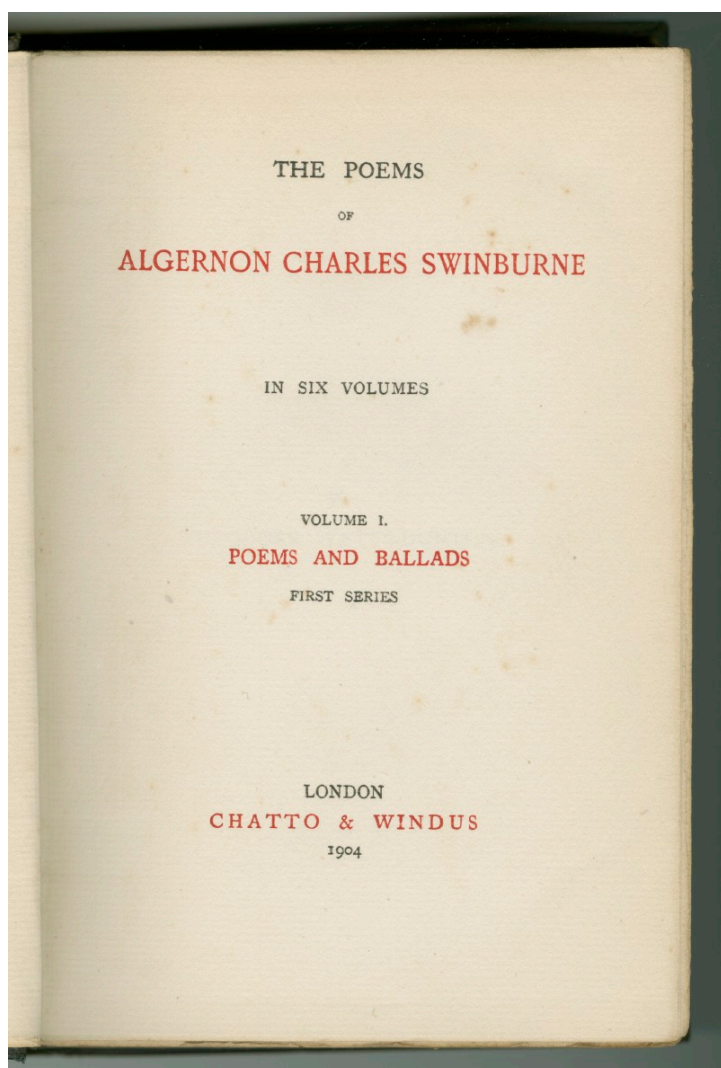 THE POEMS
OF
ALGERNON CHARLES SWINBURNE
IN SIX VOLUMES
VOLUME I.
POEMS AND BALLADS
FIRST SERIES
LONDON
CHATTO & WINDUS
1904